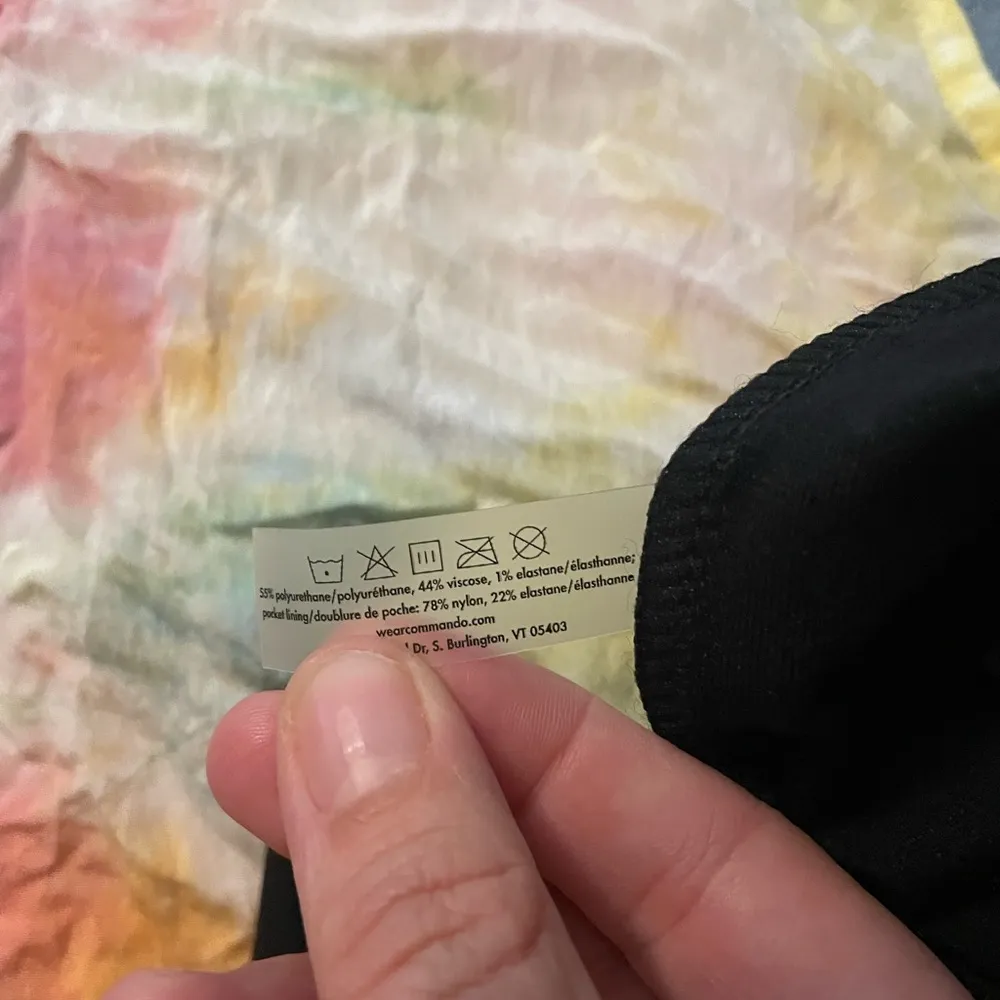 55% polyurethane/polyuréthane, 44% viscose, 1% elastane/élasthanne;
pocket lining/doublure de poche: 78% nylon, 22% elastane/élasthanne
wearcommando.com
Dr, S. Burlington, VT 05403